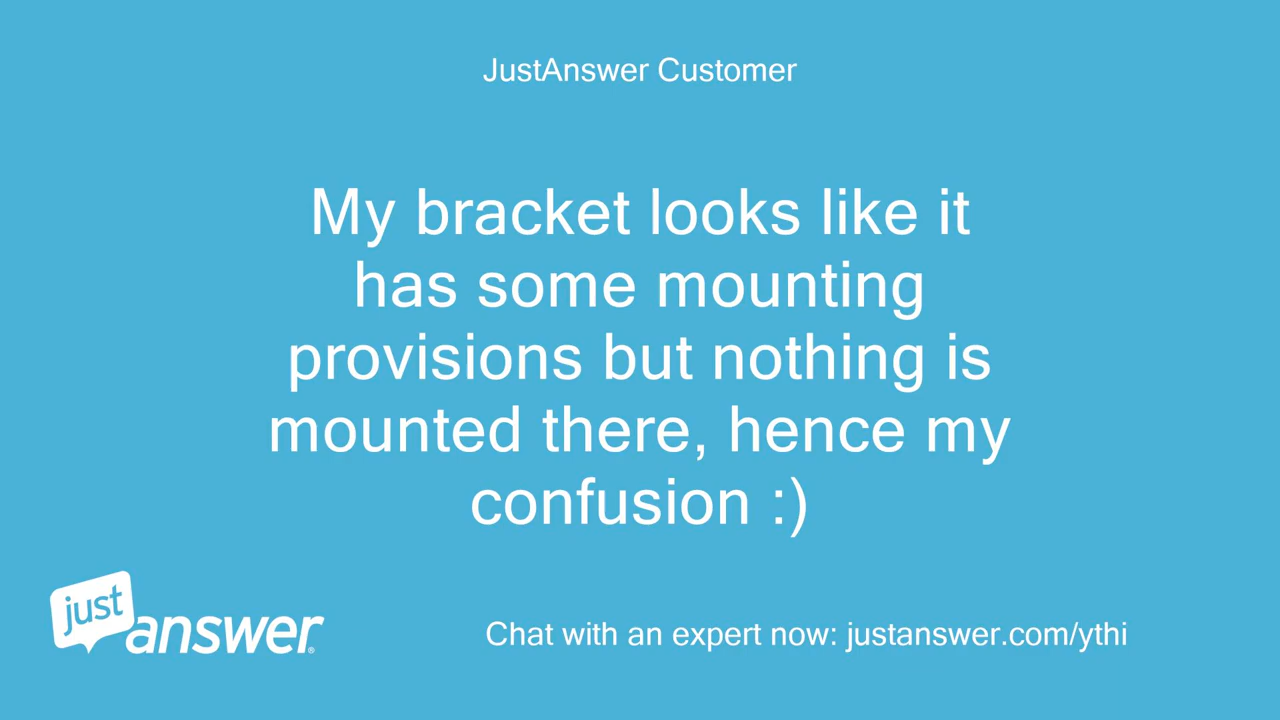 JustAnswer Customer
My bracket looks like it
has some mounting
provisions but nothing is
mounted there, hence my
confusion :)
just
answer®
Chat with an expert now: justanswer.com/ythi